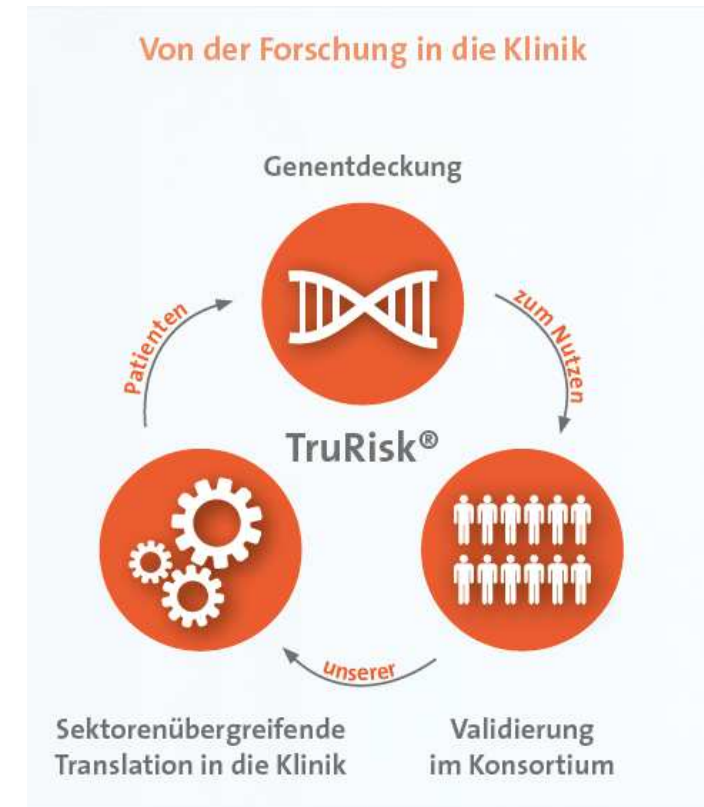 Von der Forschung in die Klinik
Genentdeckung
zum Nutzen
Patienten
TruRisk®
unserer
Sektorenübergreifende
Translation in die Klinik
Validierung
im Konsortium